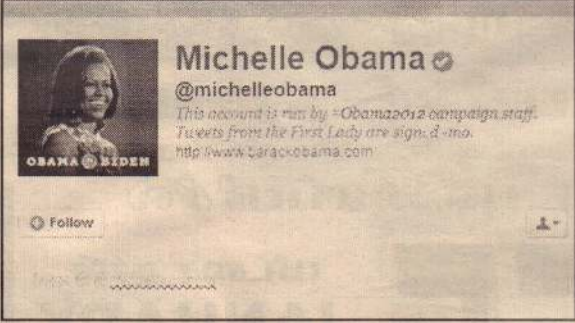 Michelle Obama
@michelleobama
This account is run by #Obama2012 campaign staff.
Tweets from the First Lady are signed -mo.
http://www.barackobama.com
OBAMA BIDEN
Follow